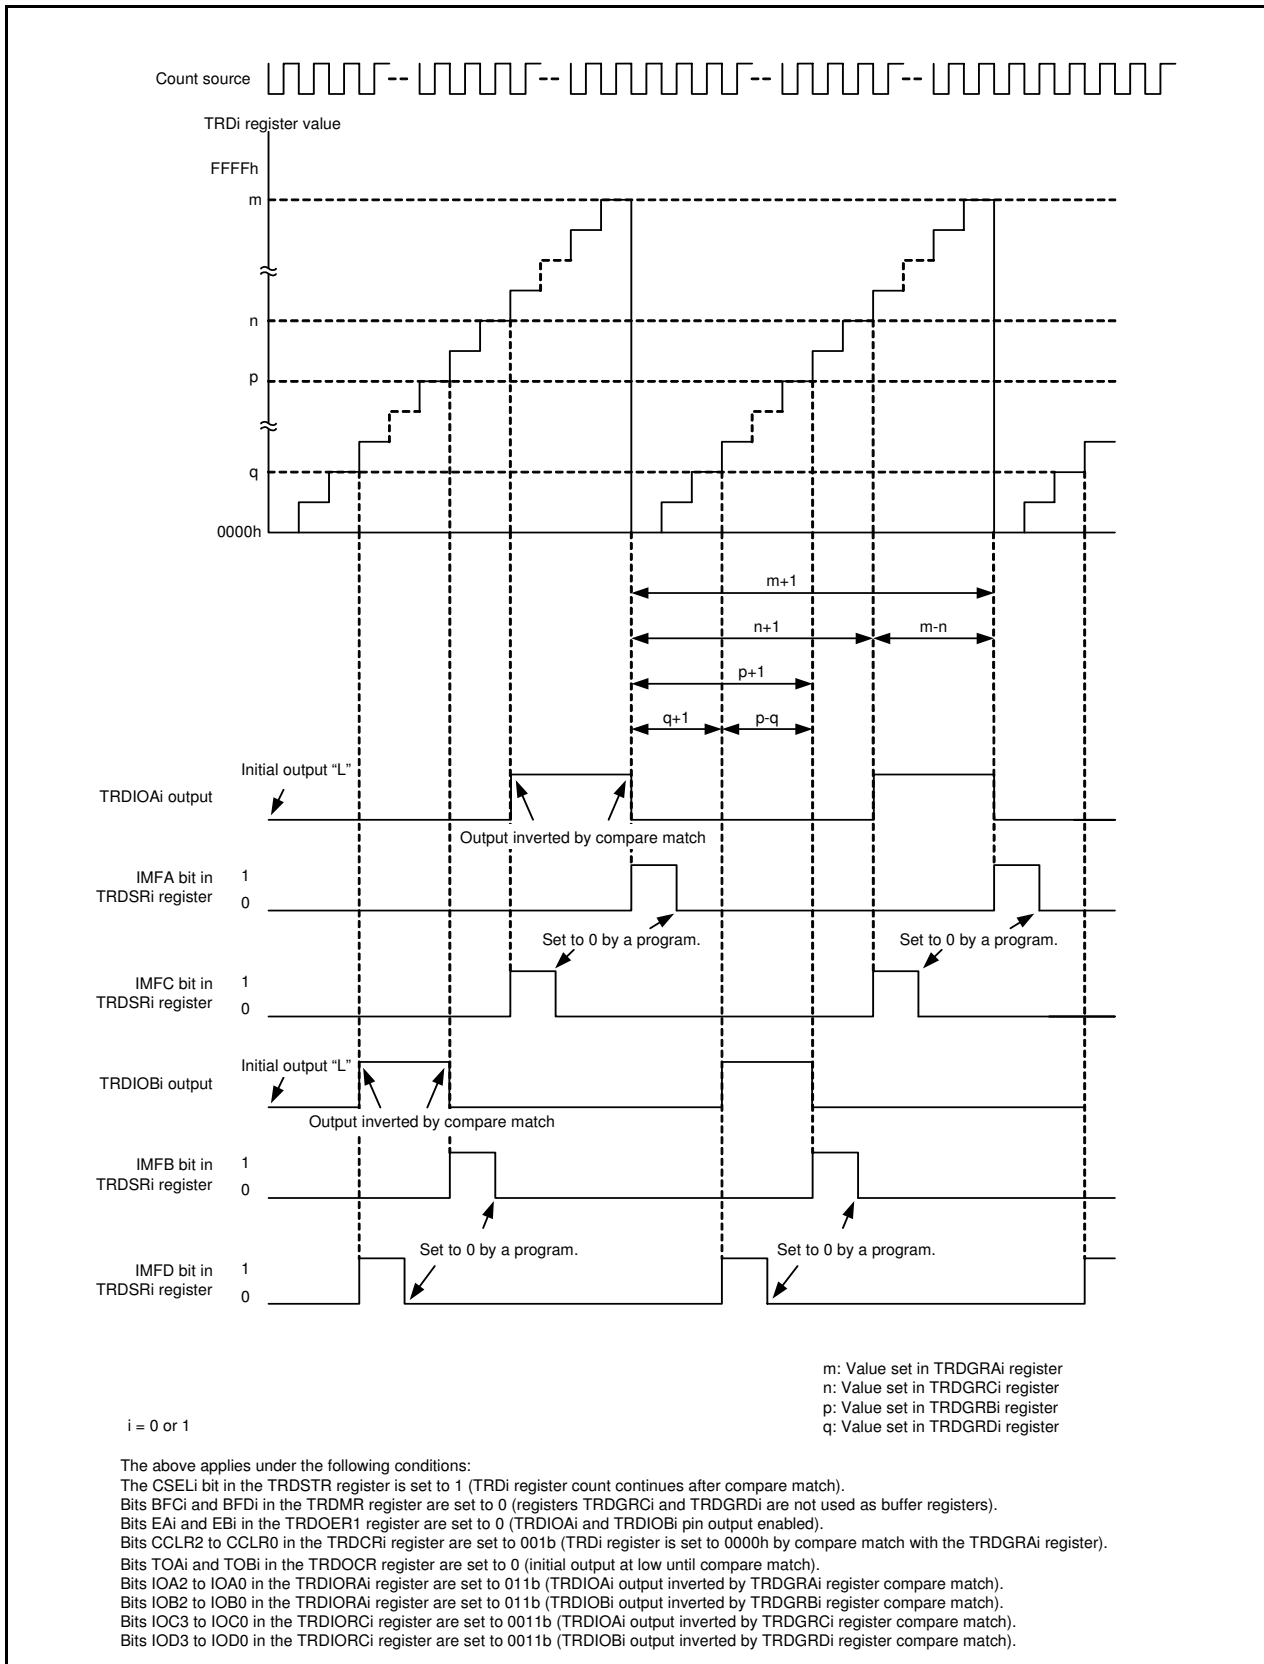 Count source
TRDi register value
FFFFh
m
n
p
q
0000h
m+1
n+1
m-n
p+1
q+1
p-q
Initial output “L”
TRDIOAi output
Output inverted by compare match
IMFA bit in
TRDSRi register
1
0
Set to 0 by a program.
Set to 0 by a program.
IMFC bit in
TRDSRi register
1
0
Initial output “L”
TRDIOBi output
Output inverted by compare match
IMFB bit in
TRDSRi register
1
0
Set to 0 by a program.
Set to 0 by a program.
IMFD bit in
TRDSRi register
1
0
m: Value set in TRDGRAi register
n: Value set in TRDGRCi register
p: Value set in TRDGRBi register
q: Value set in TRDGRDi register
i = 0 or 1
The above applies under the following conditions:
The CSELi bit in the TRDSTR register is set to 1 (TRDi register count continues after compare match).
Bits BFCi and BFDi in the TRDMR register are set to 0 (registers TRDGRCi and TRDGRDi are not used as buffer registers).
Bits EAi and EBi in the TRDOER1 register are set to 0 (TRDIOAi and TRDIOBi pin output enabled).
Bits CCLR2 to CCLR0 in the TRDCRi register are set to 001b (TRDi register is set to 0000h by compare match with the TRDGRAi register).
Bits TOAi and TOBi in the TRDOCR register are set to 0 (initial output at low until compare match).
Bits IOA2 to IOA0 in the TRDIORAi register are set to 011b (TRDIOAi output inverted by TRDGRAi register compare match).
Bits IOB2 to IOB0 in the TRDIORAi register are set to 011b (TRDIOBi output inverted by TRDGRBi register compare match).
Bits IOC3 to IOC0 in the TRDIORCi register are set to 0011b (TRDIOAi output inverted by TRDGRCi register compare match).
Bits IOD3 to IOD0 in the TRDIORCi register are set to 0011b (TRDIOBi output inverted by TRDGRDi register compare match).